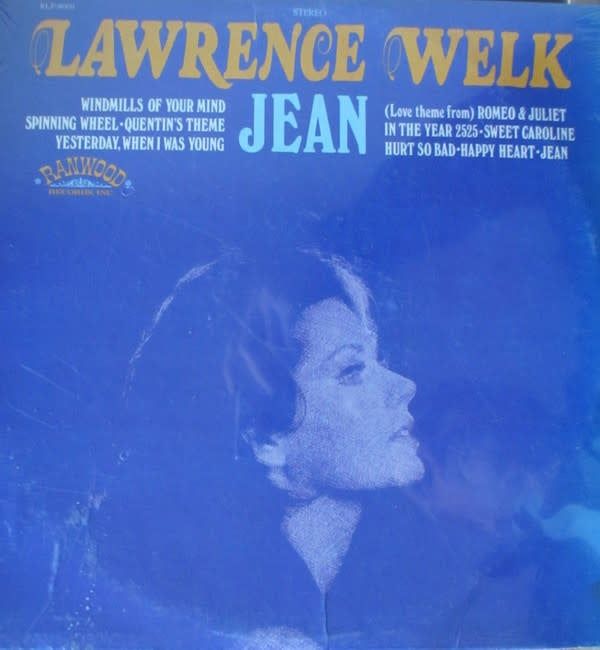 STEREO
LAWRENCE WELK
JEAN
WINDMILLS OF YOUR MIND
SPINNING WHEEL • QUENTIN'S THEME
YESTERDAY, WHEN I WAS YOUNG
(Love theme from) ROMEO & JULIET
IN THE YEAR 2525 • SWEET CAROLINE
HURT SO BAD • HAPPY HEART • JEAN
RANWOOD
RECORDS, INC